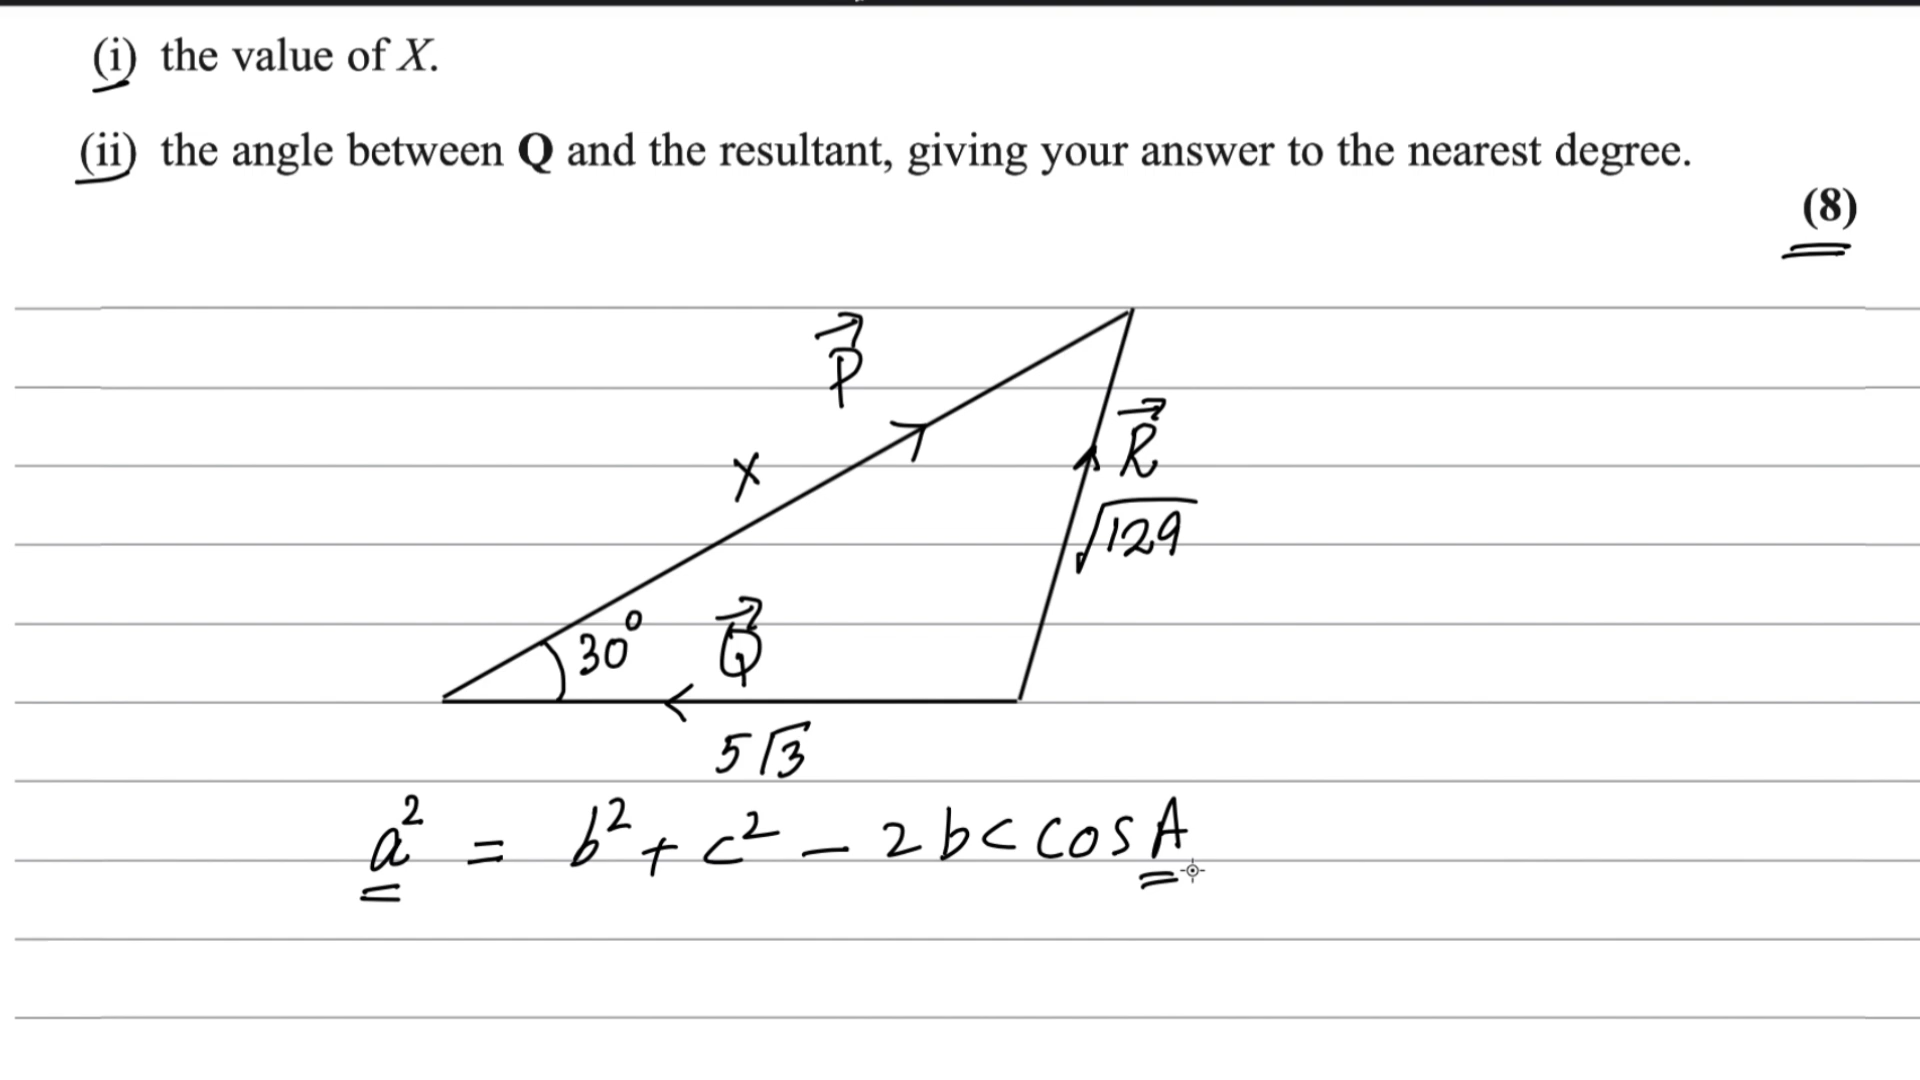 (i) the value of X.
(ii) the angle between Q and the resultant, giving your answer to the nearest degree.
(8)
P
X
R
√129
30°
Q
5√3
a² = b² + c² - 2bc cos A